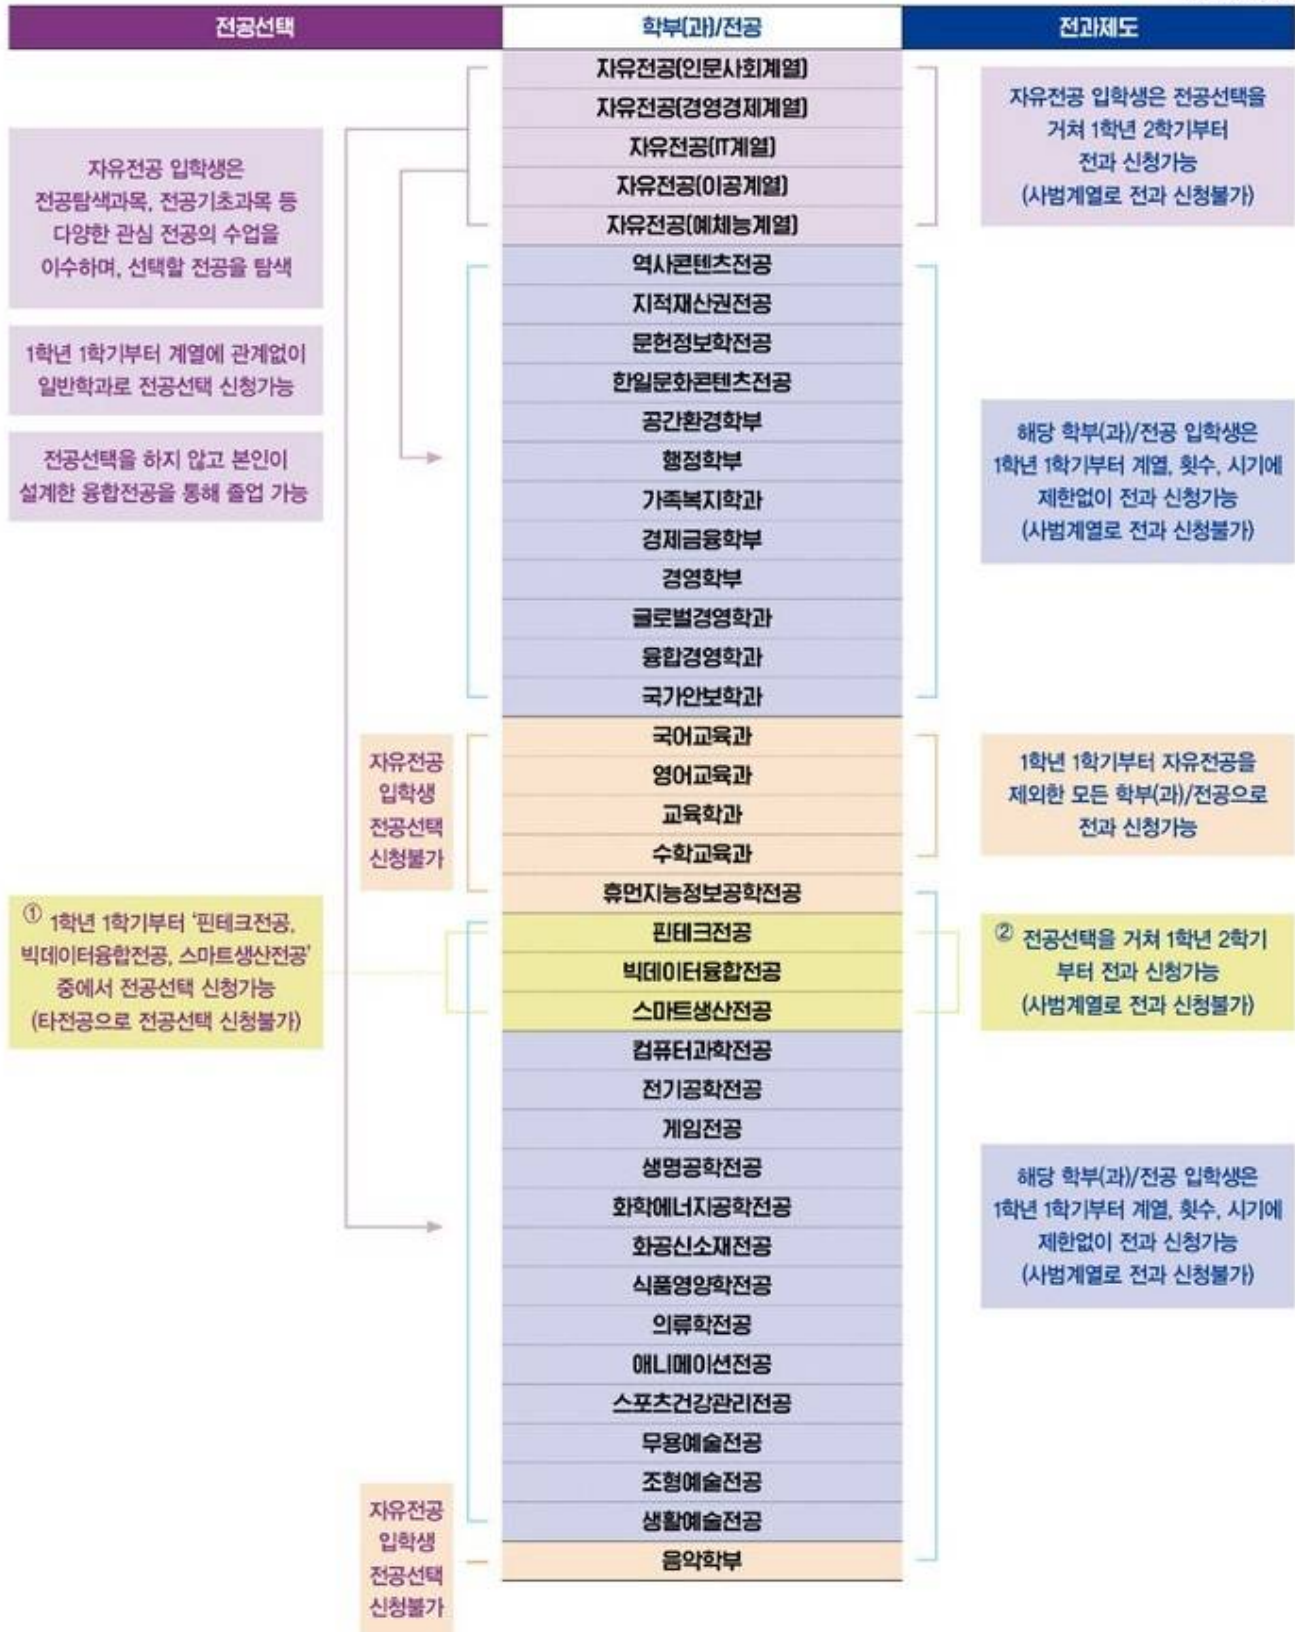 전공선택
학부(과)/전공
전과제도
자유전공(인문사회계열)
자유전공(경영경제계열)
자유전공(IT계열)
자유전공(이공계열)
자유전공(예체능계열)
자유전공 입학생은 전공선택을
거쳐 1학년 2학기부터
전과 신청가능
(사범계열로 전과 신청불가)
자유전공 입학생은
전공탐색과목, 전공기초과목 등
다양한 관심 전공의 수업을
이수하며, 선택할 전공을 탐색
1학년 1학기부터 계열에 관계없이
일반학과로 전공선택 신청가능
전공선택을 하지 않고 본인이
설계한 융합전공을 통해 졸업 가능
역사콘텐츠전공
지적재산권전공
문헌정보학전공
한일문화콘텐츠전공
공간환경학부
행정학부
가족복지학과
경제금융학부
경영학부
글로벌경영학과
융합경영학과
국가안보학과
해당 학부(과)/전공 입학생은
1학년 1학기부터 계열, 횟수, 시기에
제한없이 전과 신청가능
(사범계열로 전과 신청불가)
자유전공
입학생
전공선택
신청불가
국어교육과
영어교육과
교육학과
수학교육과
휴먼지능정보공학전공
1학년 1학기부터 자유전공을
제외한 모든 학부(과)/전공으로
전과 신청가능
① 1학년 1학기부터 '핀테크전공,
빅데이터융합전공, 스마트생산전공'
중에서 전공선택 신청가능
(타전공으로 전공선택 신청불가)
핀테크전공
빅데이터융합전공
스마트생산전공
② 전공선택을 거쳐 1학년 2학기
부터 전과 신청가능
(사범계열로 전과 신청불가)
컴퓨터과학전공
전기공학전공
게임전공
생명공학전공
화학에너지공학전공
화공신소재전공
식품영양학전공
의류학전공
애니메이션전공
스포츠건강관리전공
무용예술전공
조형예술전공
생활예술전공
음악학부
해당 학부(과)/전공 입학생은
1학년 1학기부터 계열, 횟수, 시기에
제한없이 전과 신청가능
(사범계열로 전과 신청불가)
자유전공
입학생
전공선택
신청불가